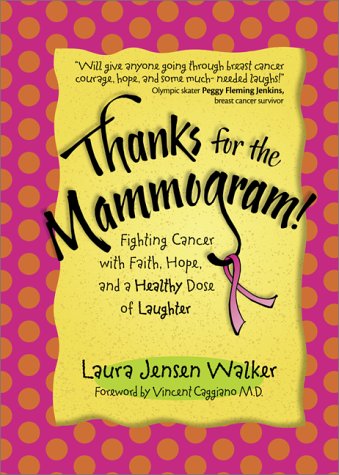 "Will give anyone going through breast cancer
courage, hope, and some much- needed laughs!"
Olympic skater Peggy Fleming Jenkins,
breast cancer survivor
Thanks for the
Mammogram!
Fighting Cancer
with Faith, Hope,
and a Healthy Dose
of Laughter
Laura Jensen Walker
Foreword by Vincent Caggiano M.D.